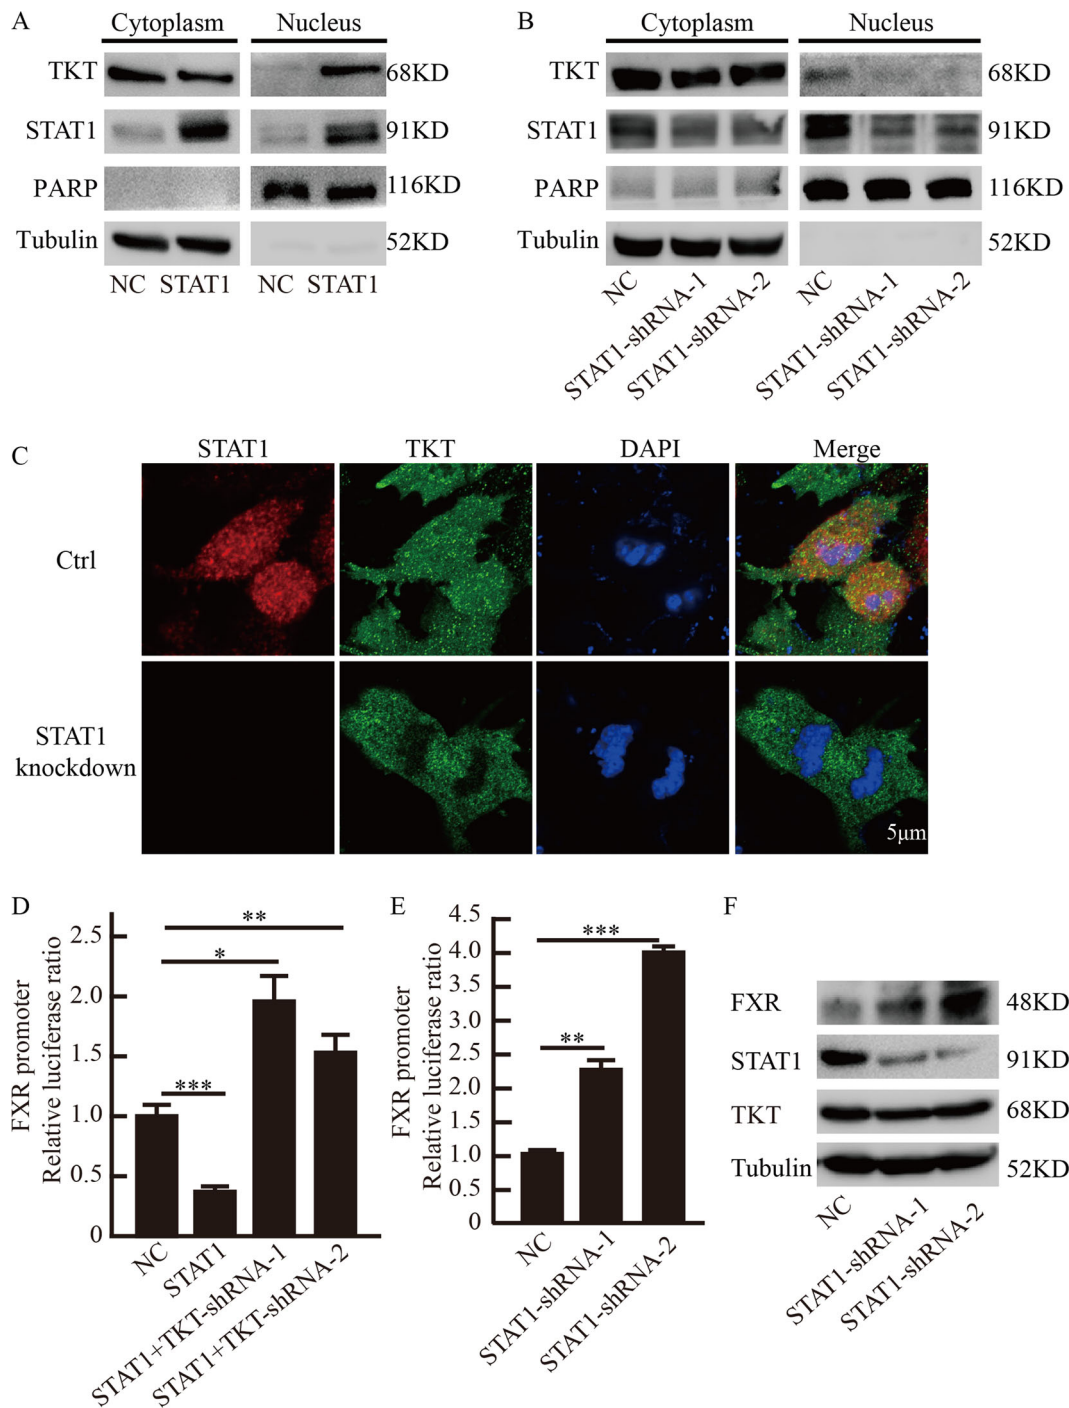 A
Cytoplasm
Nucleus
TKT
68KD
STAT1
91KD
PARP
116KD
Tubulin
52KD
NC STAT1
NC STAT1
B
Cytoplasm
Nucleus
TKT
68KD
STAT1
91KD
PARP
116KD
Tubulin
52KD
NC
STAT1-shRNA-1
STAT1-shRNA-2
NC
STAT1-shRNA-1
STAT1-shRNA-2
C
STAT1
TKT
DAPI
Merge
Ctrl
STAT1
knockdown
5μm
D
FXR promoter
Relative luciferase ratio
2.5
2.0
1.5
1.0
0.5
0
**
*
***
NC
STAT1
STAT1+TKT-shRNA-1
STAT1+TKT-shRNA-2
E
FXR promoter
Relative luciferase ratio
4.5
4.0
3.5
3.0
2.5
2.0
1.5
1.0
0.5
0
***
**
NC
STAT1-shRNA-1
STAT1-shRNA-2
F
FXR
48KD
STAT1
91KD
TKT
68KD
Tubulin
52KD
NC
STAT1-shRNA-1
STAT1-shRNA-2